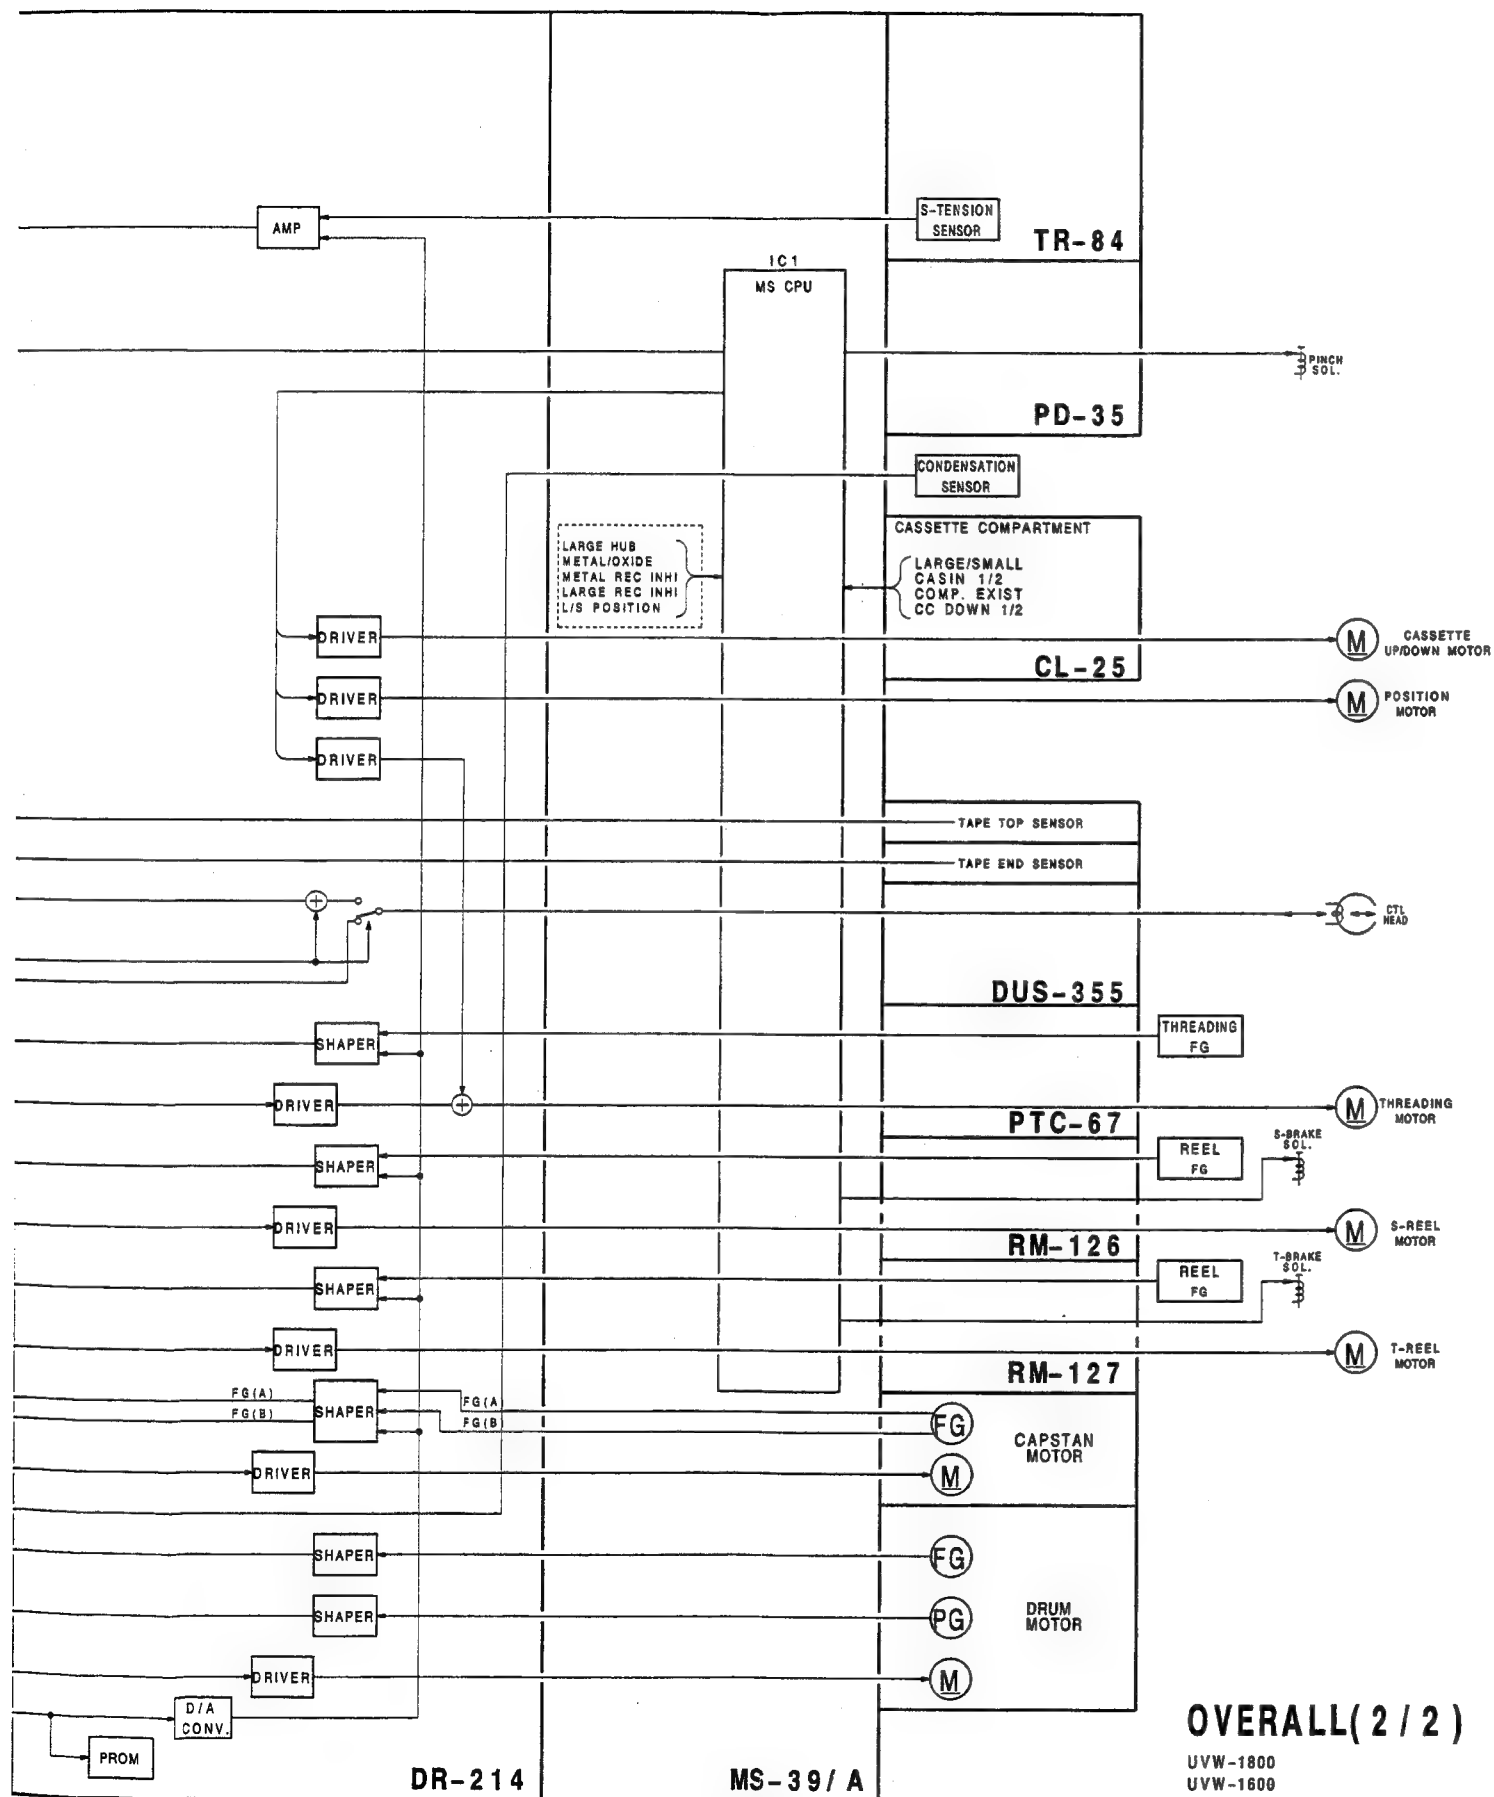 S-TENSION
SENSOR
AMP
TR-84
IC1
MS CPU
PINCH
SOL.
PD-35
CONDENSATION
SENSOR
CASSETTE COMPARTMENT
LARGE HUB
METAL/OXIDE
METAL REC INHI
LARGE REC INHI
L/S POSITION
LARGE/SMALL
CASIN 1/2
COMP. EXIST
CC DOWN 1/2
DRIVER
M
CASSETTE
UP/DOWN MOTOR
CL-25
DRIVER
M
POSITION
MOTOR
DRIVER
TAPE TOP SENSOR
TAPE END SENSOR
CTL
HEAD
DUS-355
SHAPER
THREADING
FG
DRIVER
M
THREADING
MOTOR
PTC-67
S-BRAKE
SOL.
SHAPER
REEL
FG
DRIVER
M
S-REEL
MOTOR
RM-126
T-BRAKE
SOL.
SHAPER
REEL
FG
DRIVER
M
T-REEL
MOTOR
RM-127
FG(A)
FG(B)
SHAPER
FG(A
FG(B)
FG
CAPSTAN
MOTOR
DRIVER
M
SHAPER
FG
SHAPER
PG
DRUM
MOTOR
DRIVER
M
D/A
CONV.
PROM
DR-214
MS-39/A
OVERALL(2/2)
UVW-1800
UVW-1600